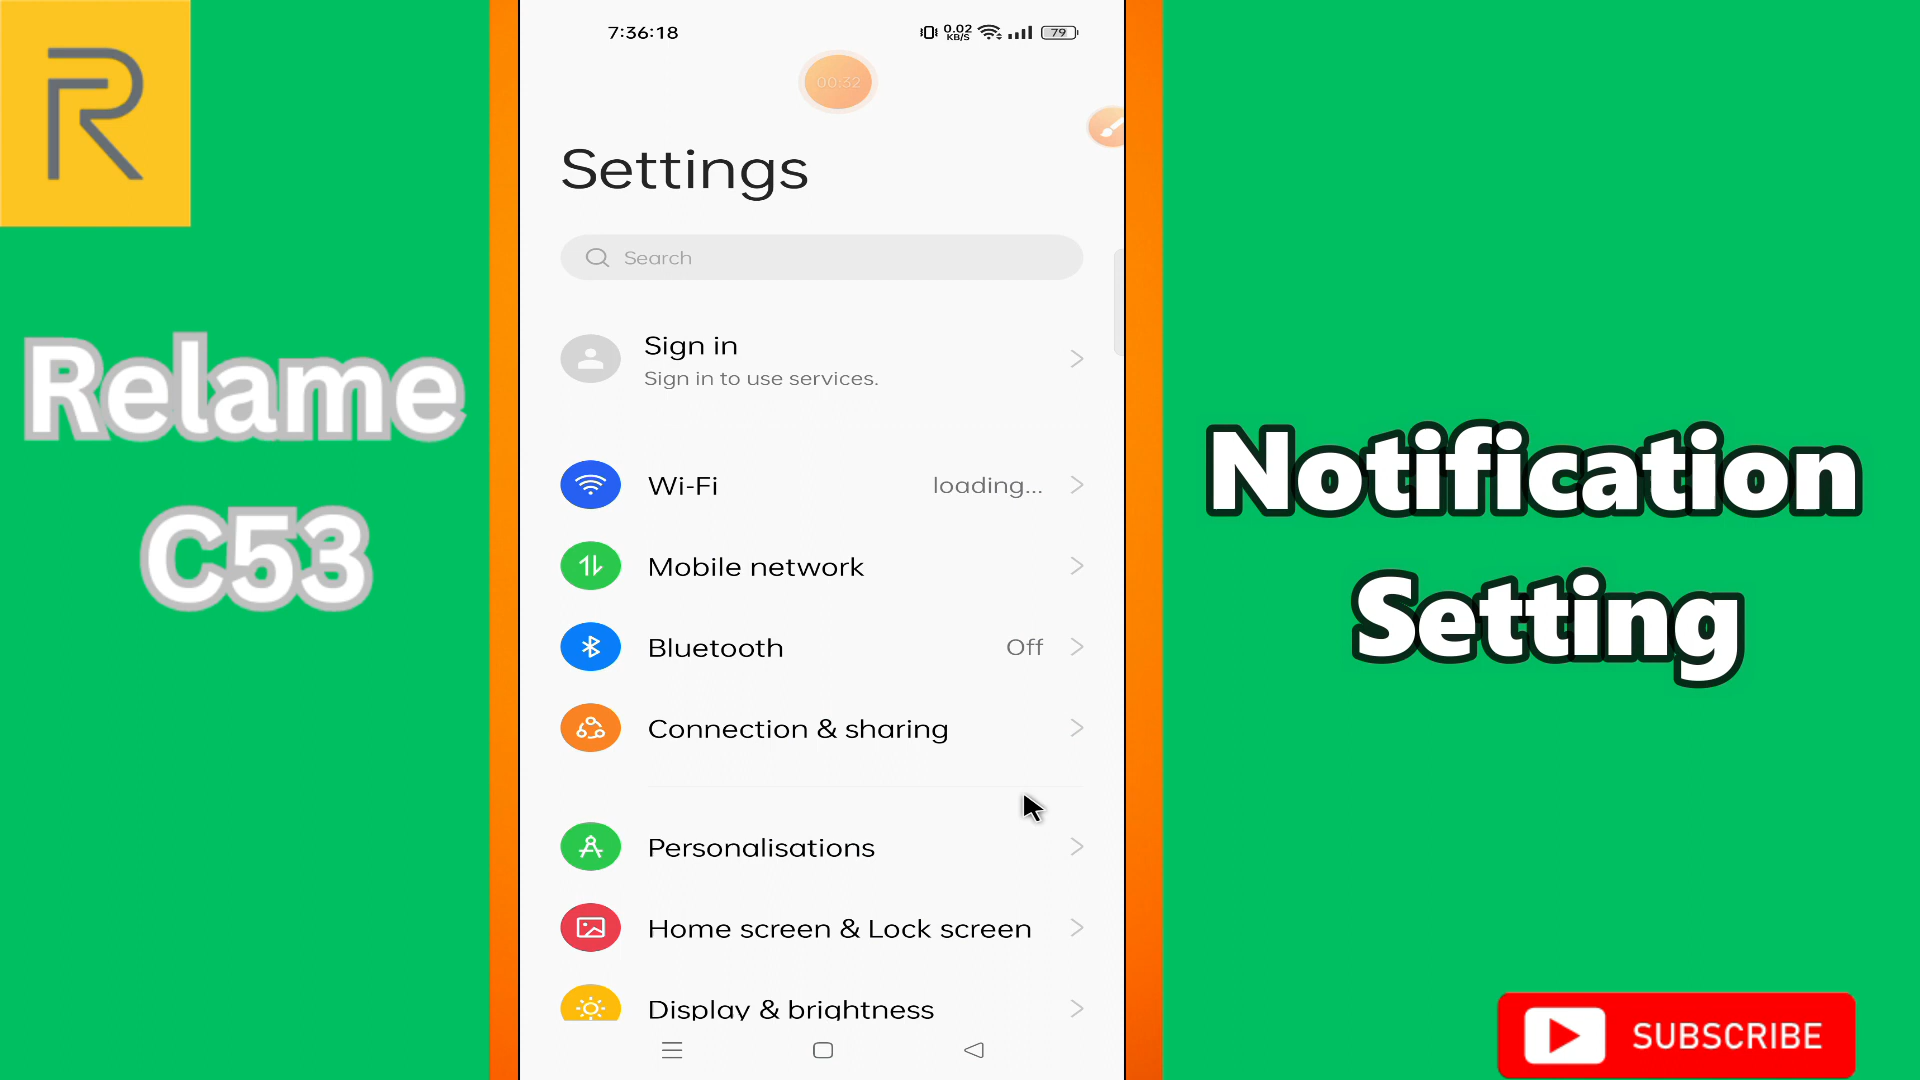 7:36:18
0.02
KB/S
79
00:32
Settings
Search
Sign in
Sign in to use services.
Wi-Fi
loading...
Mobile network
Bluetooth
Off
Connection & sharing
Personalisations
Home screen & Lock screen
Display & brightness
R
Relame
C53
Notification
Setting
SUBSCRIBE